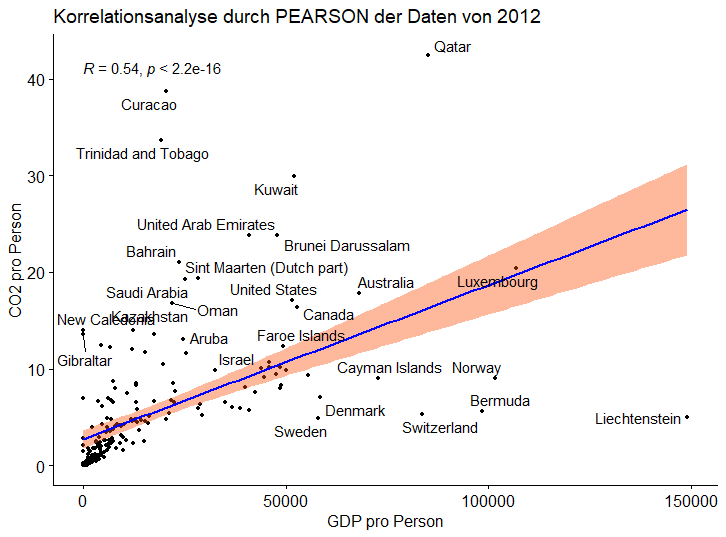 Korrelationsanalyse durch PEARSON der Daten von 2012
Qatar
R = 0.54, p < 2.2e-16
40
Curacao
Trinidad and Tobago
30
Kuwait
United Arab Emirates
Brunei Darussalam
Bahrain
Sint Maarten (Dutch part)
20
Saudi Arabia
United States
Australia
Luxembourg
Oman
Canada
New Caledonia
Kazakhstan
Aruba
Faroe Islands
Gibraltar
Israel
10
Cayman Islands
Norway
Denmark
Bermuda
Sweden
Switzerland
Liechtenstein
0
CO2 pro Person
0 50000 100000 150000
GDP pro Person